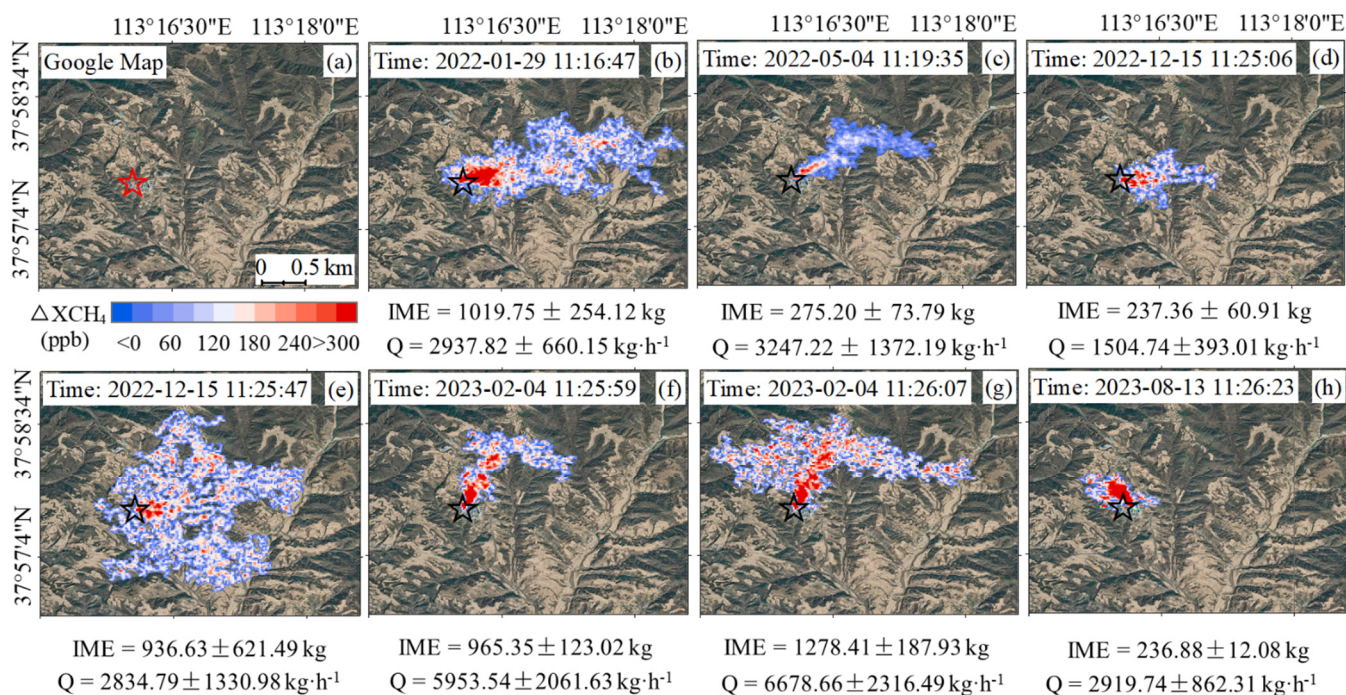 113°16'30"E 113°18'0"E 113°16'30"E 113°18'0"E 113°16'30"E 113°18'0"E 113°16'30"E 113°18'0"E
37°58'34"N
37°57'4"N
Google Map (a)
0 0.5 km
Time: 2022-01-29 11:16:47 (b)
Time: 2022-05-04 11:19:35 (c)
Time: 2022-12-15 11:25:06 (d)
△XCH₄
(ppb)
<0 60 120 180 240 >300
IME = 1019.75 ± 254.12 kg
Q = 2937.82 ± 660.15 kg·h⁻¹
IME = 275.20 ± 73.79 kg
Q = 3247.22 ± 1372.19 kg·h⁻¹
IME = 237.36 ± 60.91 kg
Q = 1504.74±393.01 kg·h⁻¹
37°58'34"N
37°57'4"N
Time: 2022-12-15 11:25:47 (e)
Time: 2023-02-04 11:25:59 (f)
Time: 2023-02-04 11:26:07 (g)
Time: 2023-08-13 11:26:23 (h)
IME = 936.63±621.49 kg
Q = 2834.79±1330.98 kg·h⁻¹
IME = 965.35±123.02 kg
Q = 5953.54±2061.63 kg·h⁻¹
IME = 1278.41±187.93 kg
Q = 6678.66±2316.49 kg·h⁻¹
IME = 236.88±12.08 kg
Q = 2919.74±862.31 kg·h⁻¹